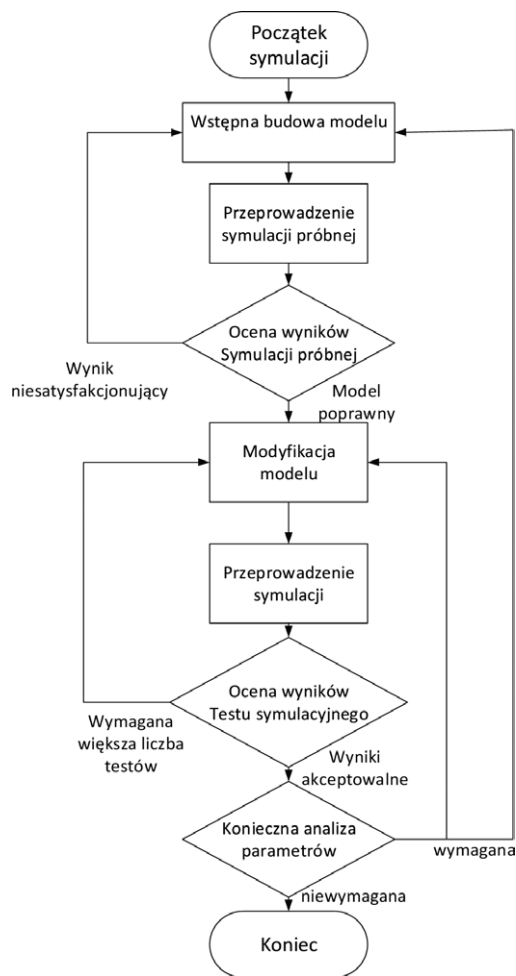 Początek
symulacji
Wstępna budowa modelu
Przeprowadzenie
symulacji próbnej
Ocena wyników
Symulacji próbnej
Wynik
niesatysfakcjonujący
Model
poprawny
Modyfikacja
modelu
Przeprowadzenie
symulacji
Ocena wyników
Testu symulacyjnego
Wymagana
większa liczba
testów
Wyniki
akceptowalne
Konieczna analiza
parametrów
wymagana
niewymagana
Koniec